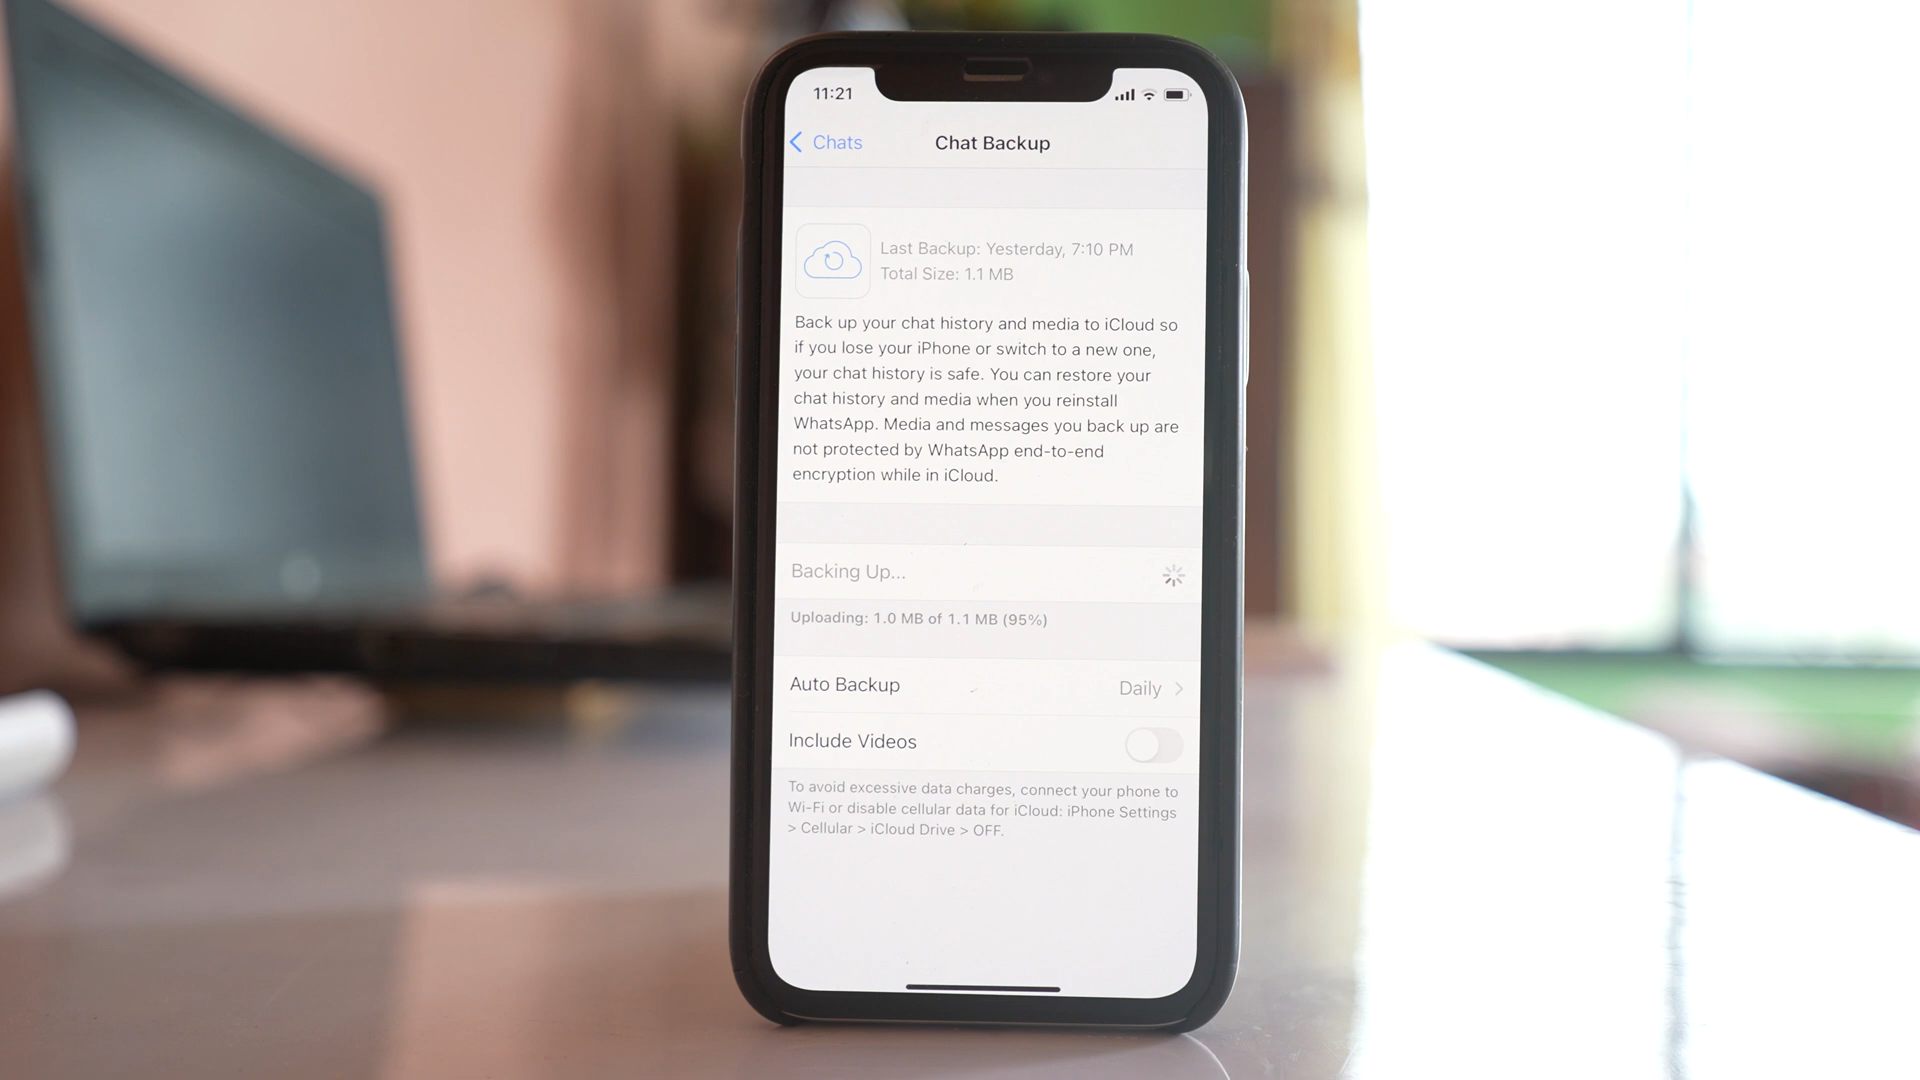 11:21
Chats
Chat Backup
Last Backup: Yesterday, 7:10 PM
Total Size: 1.1 MB
Back up your chat history and media to iCloud so
if you lose your iPhone or switch to a new one,
your chat history is safe. You can restore your
chat history and media when you reinstall
WhatsApp. Media and messages you back up are
not protected by WhatsApp end-to-end
encryption while in iCloud.
Backing Up...
Uploading: 1.0 MB of 1.1 MB (95%)
Auto Backup Daily >
Include Videos
To avoid excessive data charges, connect your phone to
Wi-Fi or disable cellular data for iCloud: iPhone Settings
> Cellular > iCloud Drive > OFF.